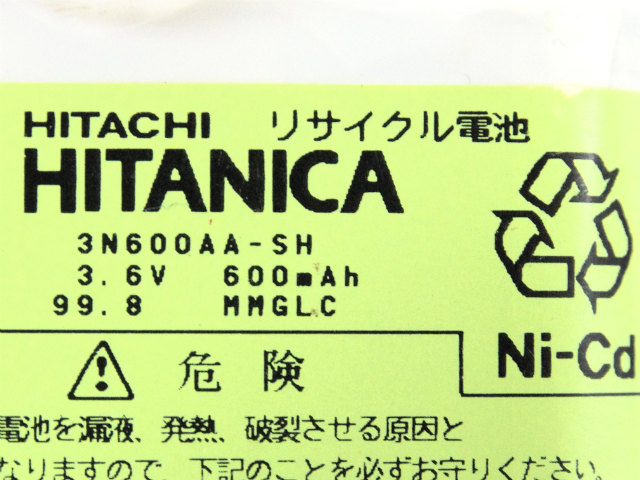 HITACHI リサイクル電池
HITANICA
3N600AA-SH
3.6V 600mAh
99.8 MMGLC
Ni-Cd
危険
電池を漏液、発熱、破裂させる原因と
なりますので、下記のことを必ずお守りください。